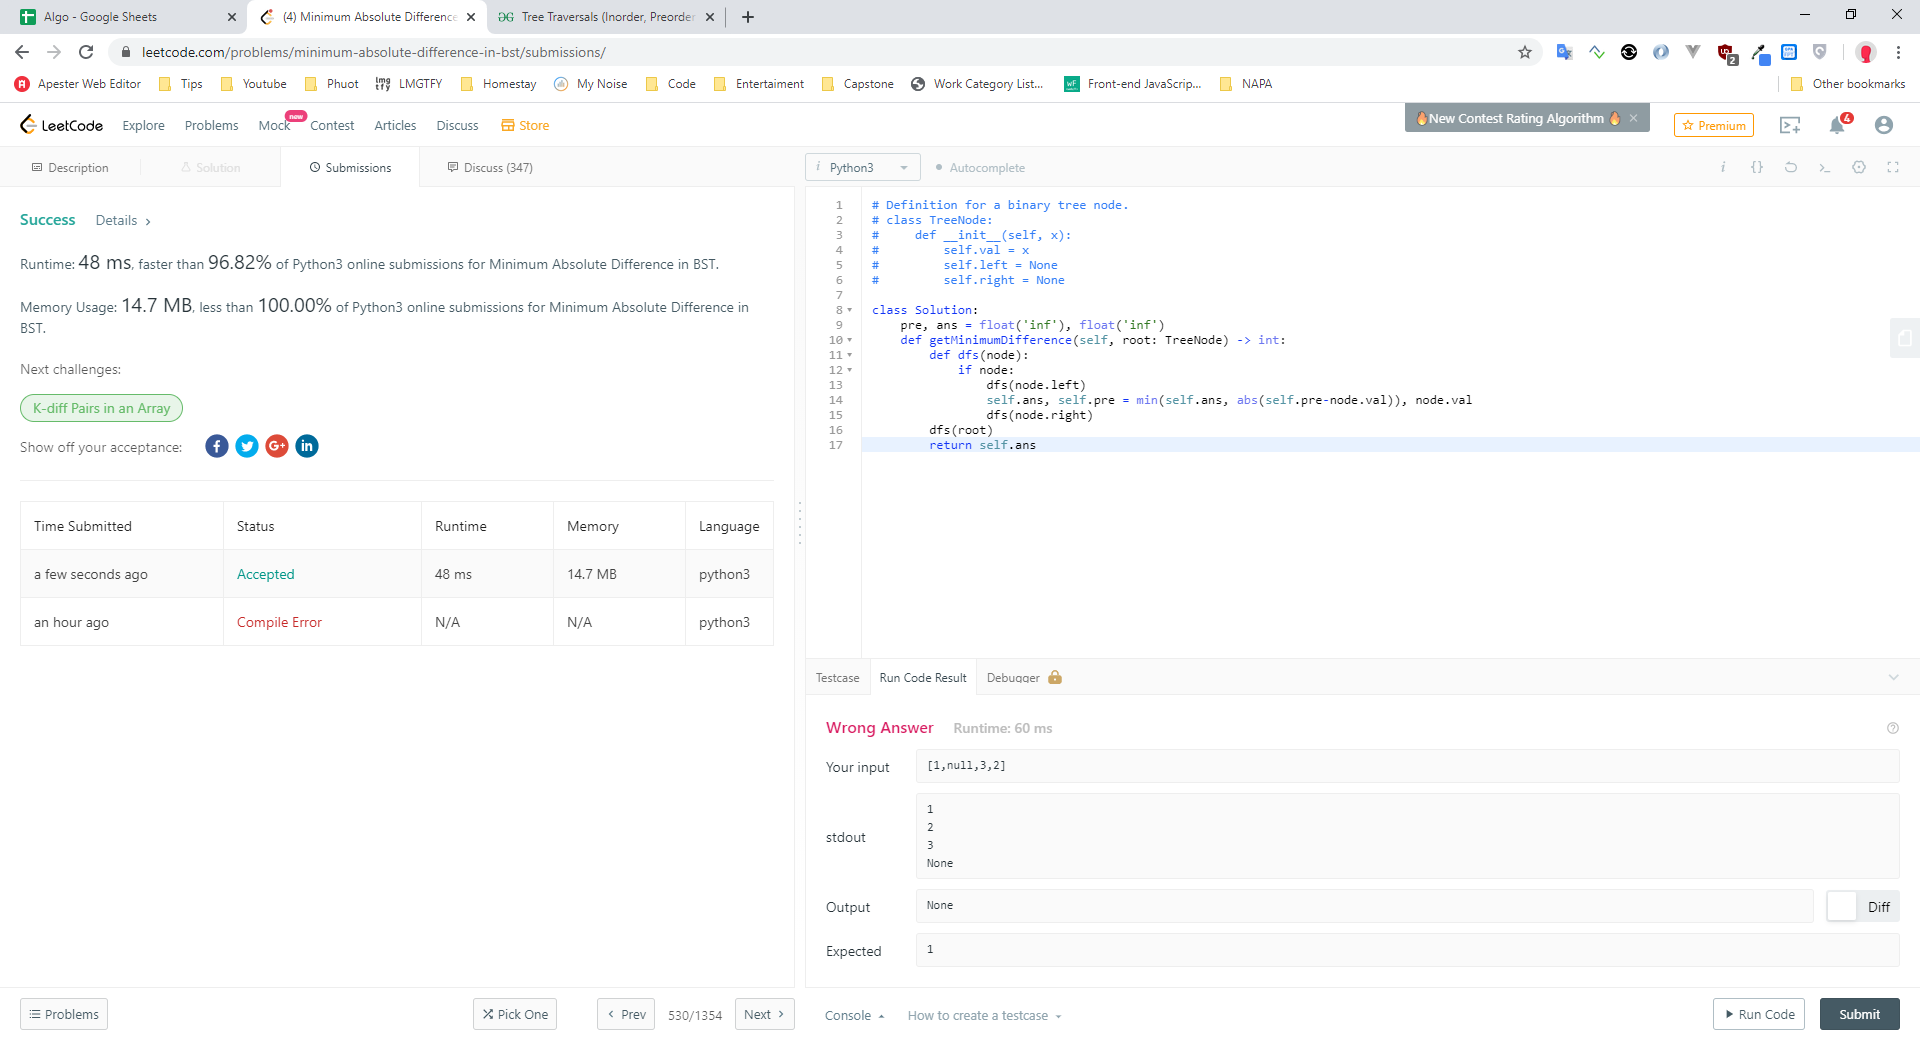 Algo - Google Sheets
(4) Minimum Absolute Difference
Tree Traversals (Inorder, Preorder
leetcode.com/problems/minimum-absolute-difference-in-bst/submissions/
2
Apester Web Editor Tips Youtube Phuot LMGTFY Homestay My Noise Code Entertaiment Capstone Work Category List... Front-end JavaScrip... NAPA Other bookmarks
LeetCode Explore Problems Mock new Contest Articles Discuss Store
New Contest Rating Algorithm
Premium
4
Description Solution Submissions Discuss (347)
Python3 Autocomplete
Success Details
Runtime: 48 ms, faster than 96.82% of Python3 online submissions for Minimum Absolute Difference in BST.
Memory Usage: 14.7 MB, less than 100.00% of Python3 online submissions for Minimum Absolute Difference in
BST.
Next challenges:
K-diff Pairs in an Array
Show off your acceptance:
Time Submitted Status Runtime Memory Language
a few seconds ago Accepted 48 ms 14.7 MB python3
an hour ago Compile Error N/A N/A python3
1 # Definition for a binary tree node.
2 # class TreeNode:
3 #     def __init__(self, x):
4 #         self.val = x
5 #         self.left = None
6 #         self.right = None
7
8 class Solution:
9     pre, ans = float('inf'), float('inf')
10     def getMinimumDifference(self, root: TreeNode) -> int:
11         def dfs(node):
12             if node:
13                 dfs(node.left)
14                 self.ans, self.pre = min(self.ans, abs(self.pre-node.val)), node.val
15                 dfs(node.right)
16         dfs(root)
17         return self.ans
Testcase Run Code Result Debugger
Wrong Answer Runtime: 60 ms
Your input [1,null,3,2]
stdout
1
2
3
None
Output None Diff
Expected 1
Problems Pick One Prev 530/1354 Next Console How to create a testcase Run Code Submit